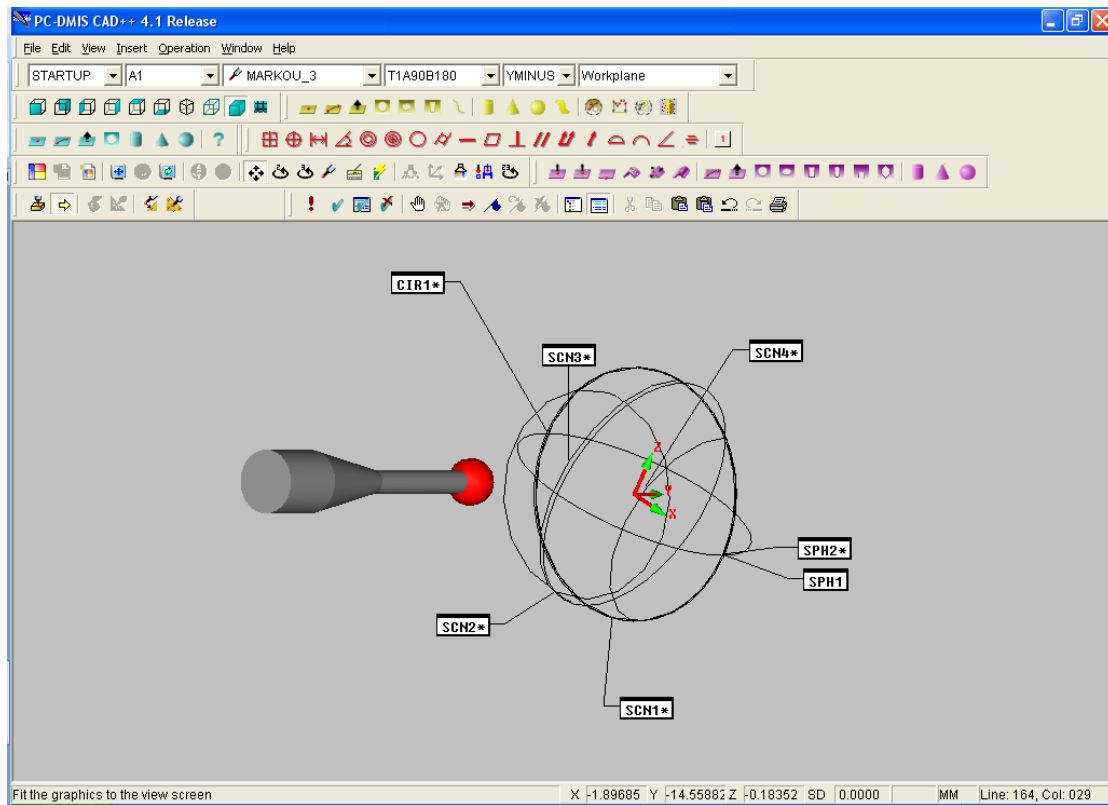 PC-DMIS CAD++ 4.1 Release
File Edit View Insert Operation Window Help
STARTUP A1 MARKOU_3 T1A90B180 YMINUS Workplane
CIR1*
SCN3*
SCN4*
Z
Y
X
SPH2*
SPH1
SCN2*
SCN1*
Fit the graphics to the view screen X -1.89685 Y -14.55882 Z -0.18352 SD 0.0000 MM Line: 164, Col: 029